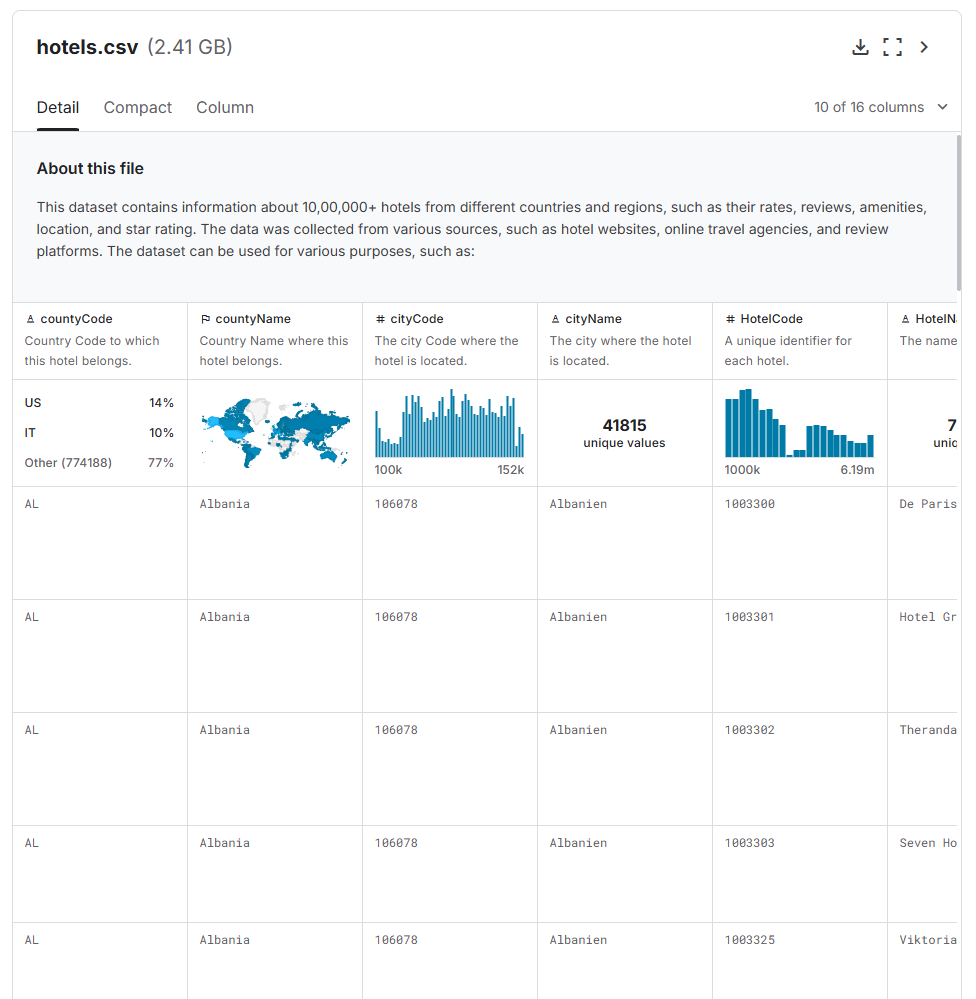 hotels.csv (2.41 GB)
Detail Compact Column 10 of 16 columns
About this file
This dataset contains information about 10,00,000+ hotels from different countries and regions, such as their rates, reviews, amenities,
location, and star rating. The data was collected from various sources, such as hotel websites, online travel agencies, and review
platforms. The dataset can be used for various purposes, such as:
countyCode countyName # cityCode cityName # HotelCode HotelN
Country Code to which Country Name where this The city Code where the The city where the hotel A unique identifier for The name
this hotel belongs. hotel belongs. hotel is located. is located. each hotel.
US 14%
IT 10%
Other (774188) 77%
100k 152k
41815
unique values
1000k 6.19m
7
uniq
AL Albania 106078 Albanien 1003300 De Paris
AL Albania 106078 Albanien 1003301 Hotel Gr
AL Albania 106078 Albanien 1003302 Theranda
AL Albania 106078 Albanien 1003303 Seven Ho
AL Albania 106078 Albanien 1003325 Viktoria